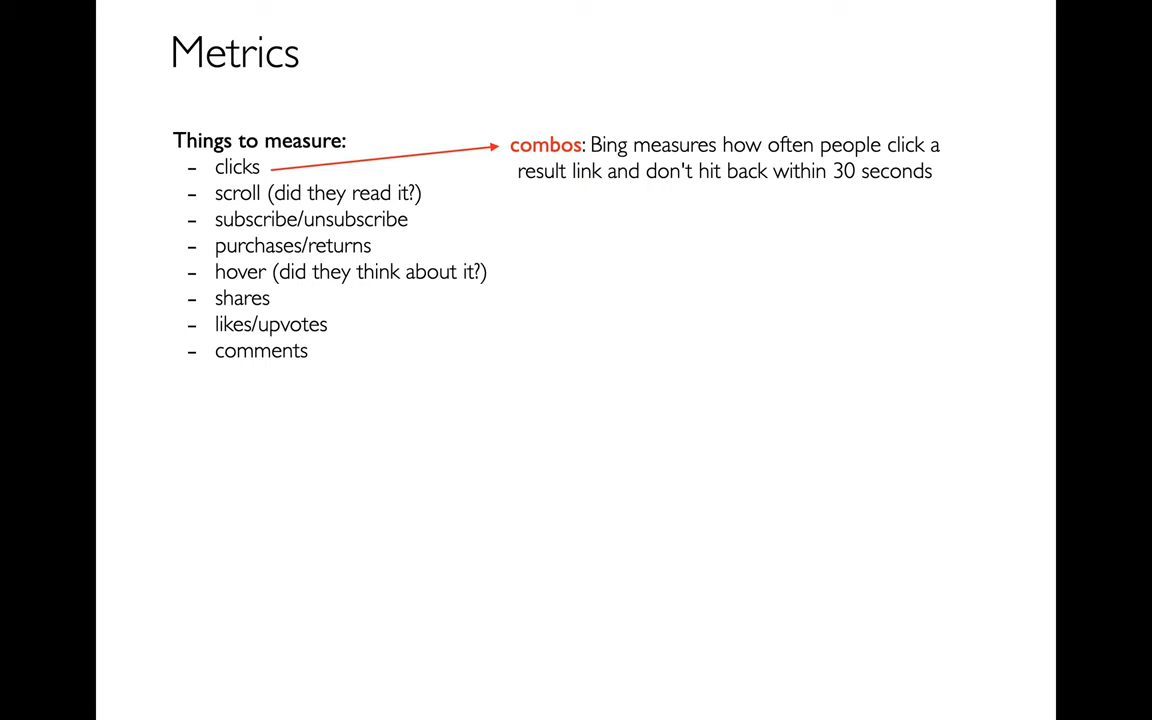 Metrics
Things to measure:
- clicks
- scroll (did they read it?)
- subscribe/unsubscribe
- purchases/returns
- hover (did they think about it?)
- shares
- likes/upvotes
- comments
combos: Bing measures how often people click a
result link and don't hit back within 30 seconds